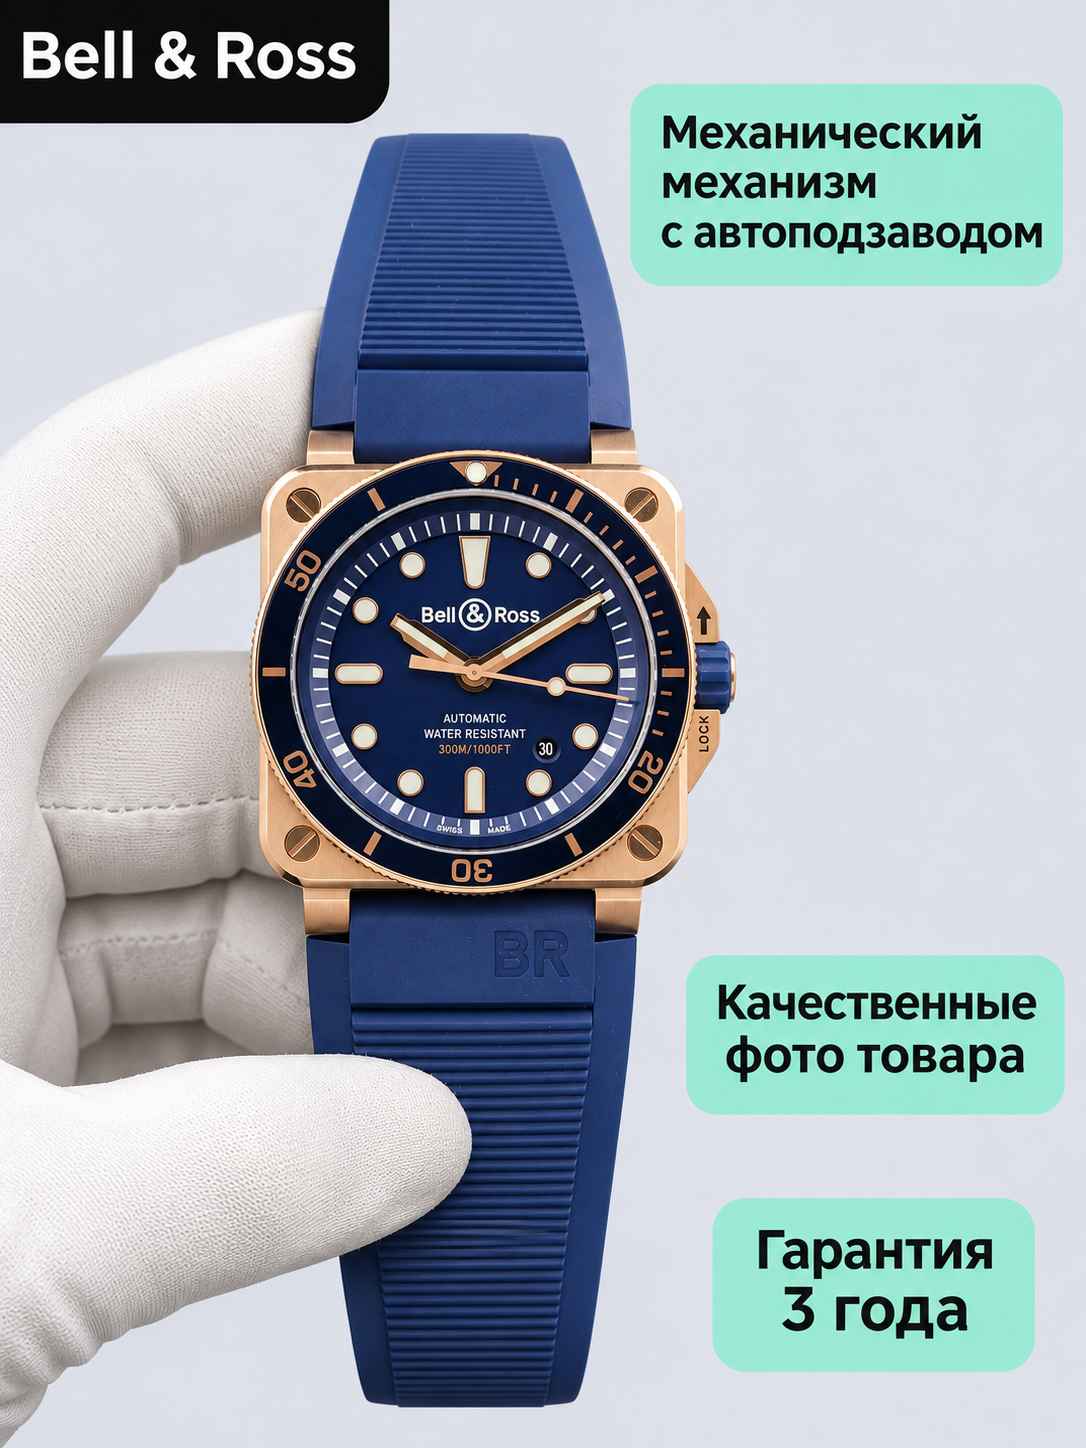 Bell & Ross
Механический
механизм
с автоподзаводом
50
Bell & Ross
LOCK
AUTOMATIC
WATER RESISTANT
300M/1000FT
30
20
40
SWISS MADE
30
BR
Качественные
фото товара
Гарантия
3 года